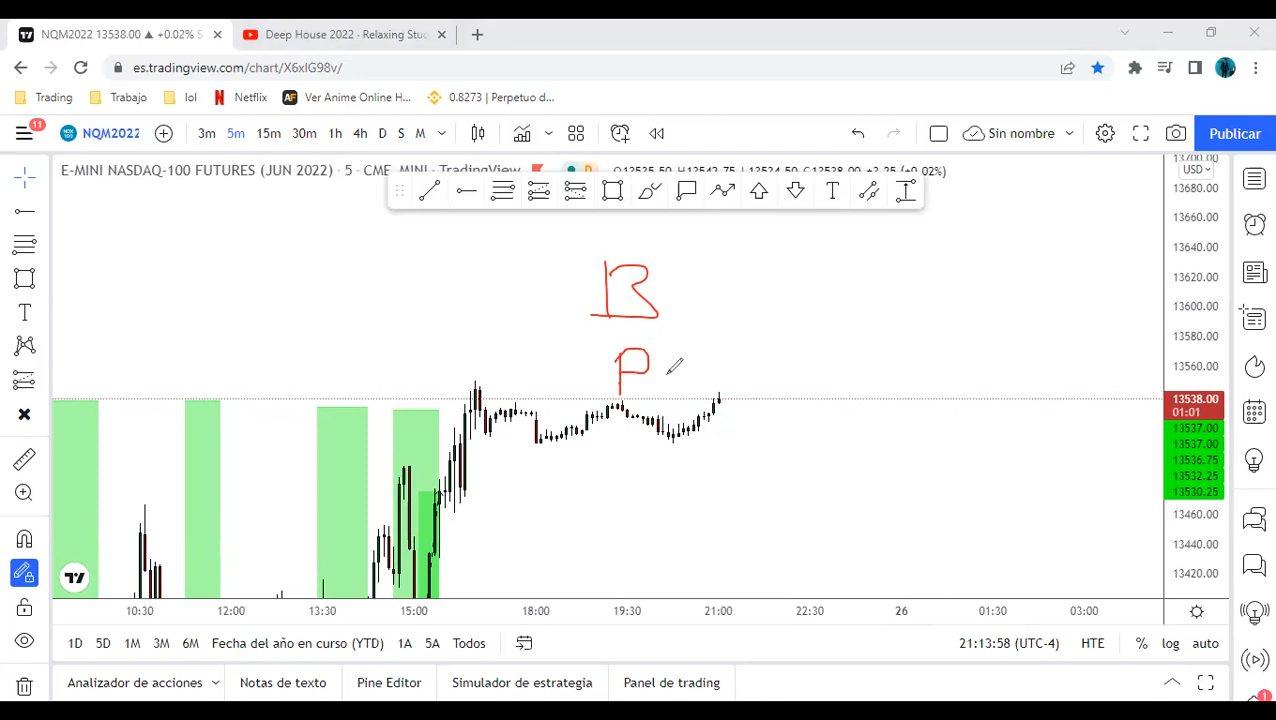 NQM2022 13538.00 ▲ +0.02% S
Deep House 2022 · Relaxing Stu
es.tradingview.com/chart/X6xIG98v/
Trading
Trabajo
lol
Netflix
Ver Anime Online H...
0.8273 | Perpetuo d...
11
NQM2022
3m 5m 15m 30m 1h 4h D S M
Sin nombre
Publicar
E-MINI NASDAQ-100 FUTURES (JUN 2022) · 5 · CME_MINI · TradingView
D
+0.02%)
USD
13700.00
13680.00
13660.00
13640.00
13620.00
13600.00
13580.00
13560.00
13538.00
01:01
13537.00
13537.00
13536.75
13532.25
13530.25
13460.00
13440.00
13420.00
B
P
10:30 12:00 13:30 15:00 18:00 19:30 21:00 22:30 26 01:30 03:00
1D 5D 1M 3M 6M Fecha del año en curso (YTD) 1A 5A Todos
21:13:58 (UTC-4) HTE % log auto
Analizador de acciones Notas de texto Pine Editor Simulador de estrategia Panel de trading
1